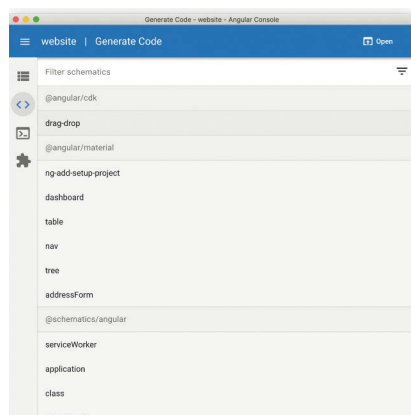 Generate Code - website - Angular Console
website | Generate Code
Open
Filter schematics
@angular/cdk
drag-drop
@angular/material
ng-add-setup-project
dashboard
table
nav
tree
addressForm
@schematics/angular
serviceWorker
application
class